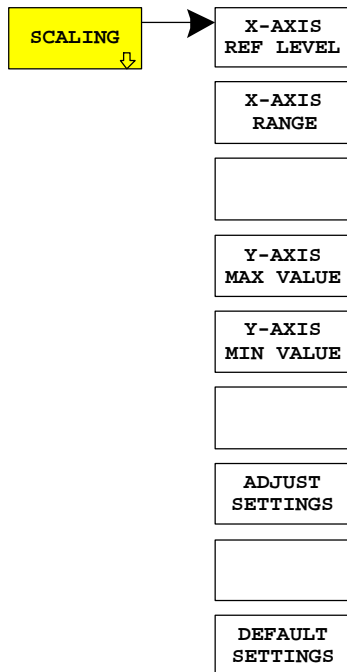 SCALING
X-AXIS
REF LEVEL
X-AXIS
RANGE
Y-AXIS
MAX VALUE
Y-AXIS
MIN VALUE
ADJUST
SETTINGS
DEFAULT
SETTINGS